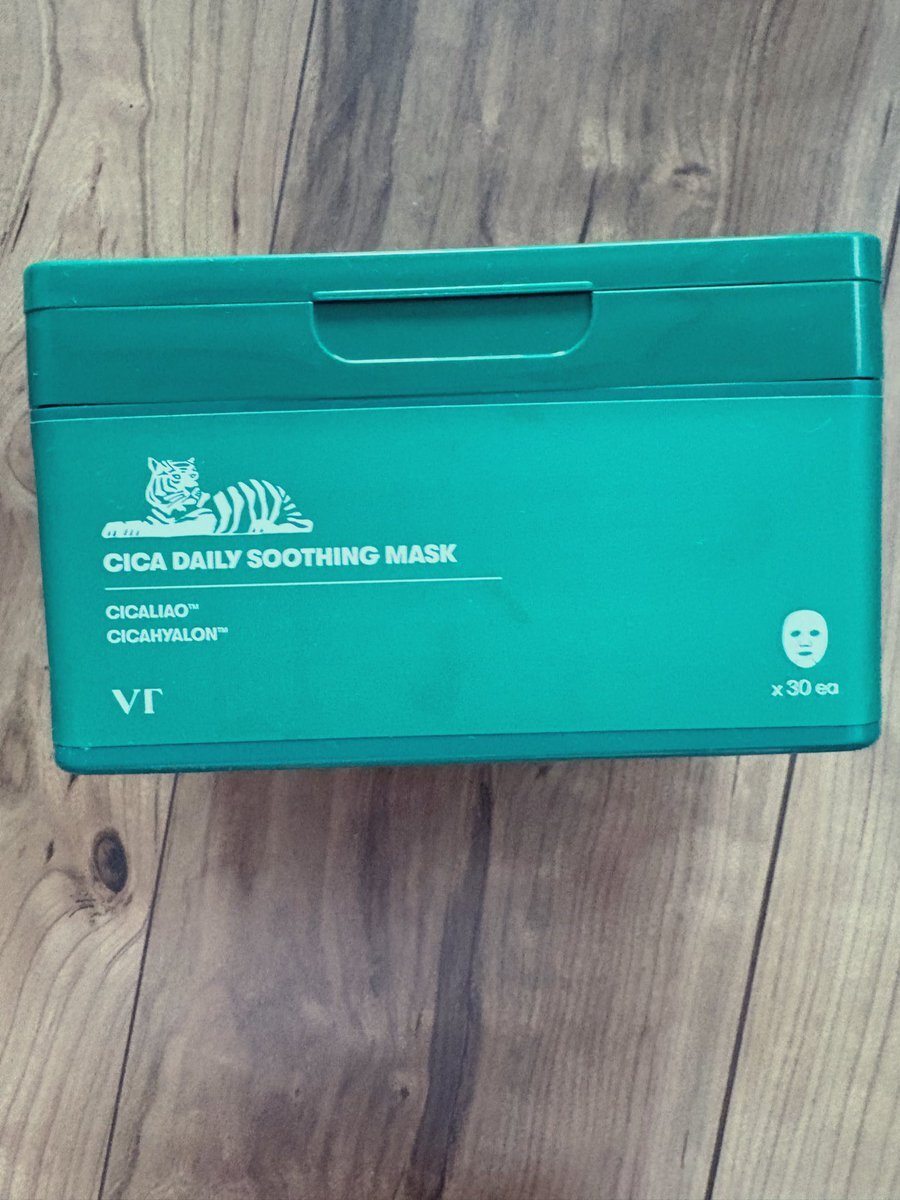 CICA DAILY SOOTHING MASK
CICALIAO™
CICAHYALON™
VT
x 30 ea